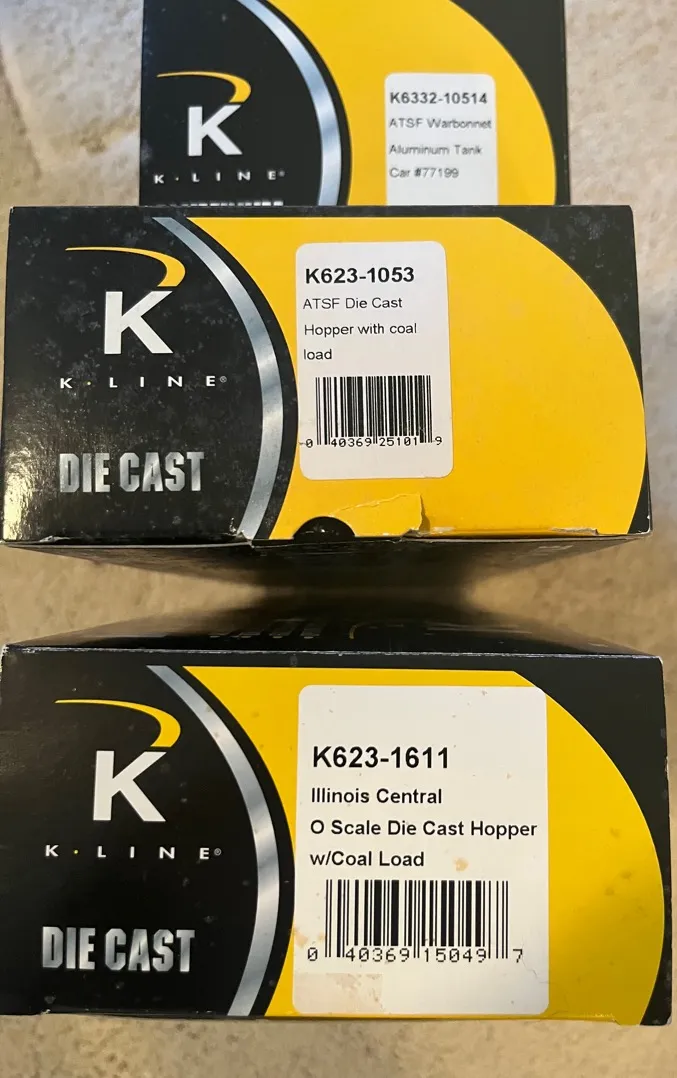 K
K·LINE®
K6332-10514
ATSF Warbonnet
Aluminum Tank
Car #77199
K
K·LINE®
DIE CAST
K623-1053
ATSF Die Cast
Hopper with coal
load
0 40369 25101 9
K
K·LINE®
DIE CAST
K623-1611
Illinois Central
O Scale Die Cast Hopper
w/Coal Load
0 40369 15049 7